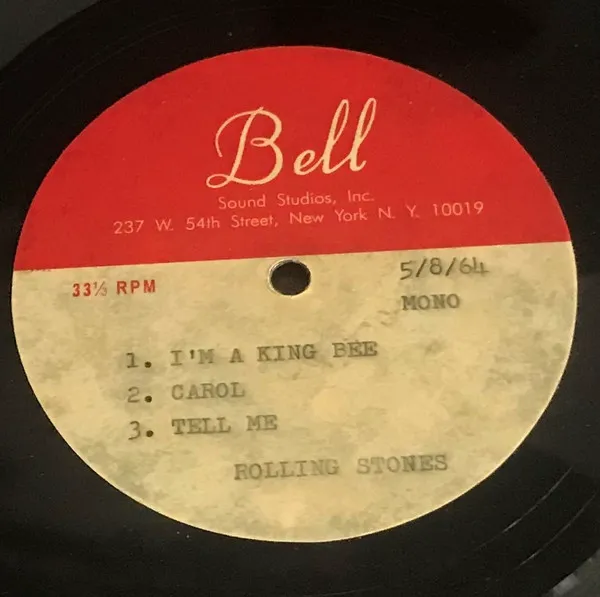 Bell
Sound Studios, Inc.
237 W. 54th Street, New York N. Y. 10019
33⅓ RPM
5/8/64
MONO
1. I'M A KING BEE
2. CAROL
3. TELL ME
ROLLING STONES